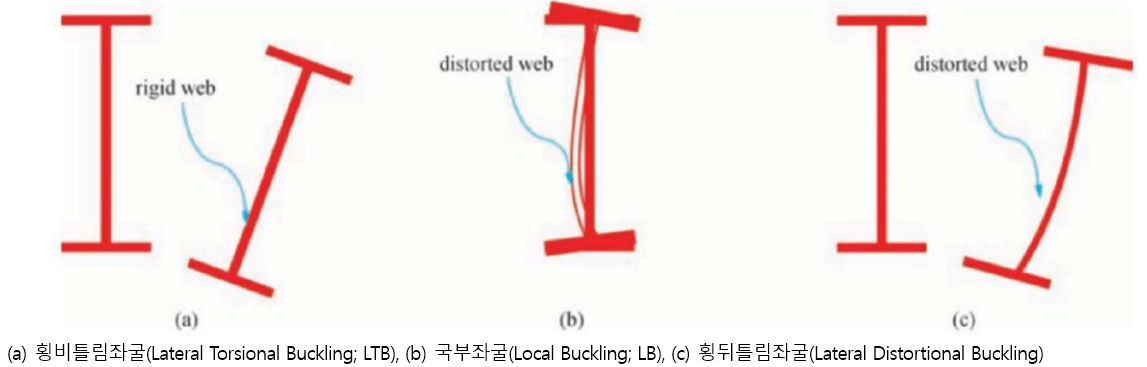 rigid web
distorted web
distorted web
(a)
(b)
(c)
(a) 횡비틀림좌굴(Lateral Torsional Buckling; LTB), (b) 국부좌굴(Local Buckling; LB), (c) 횡뒤틀림좌굴(Lateral Distortional Buckling)